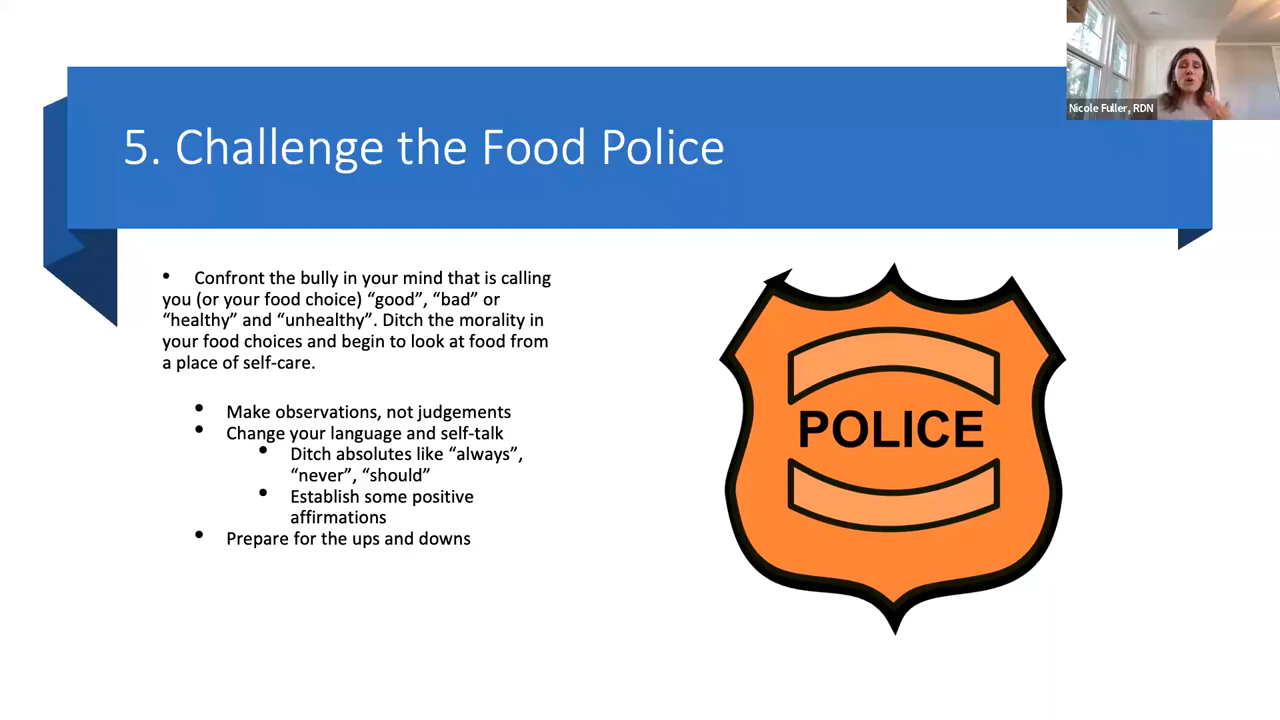 Nicole Fuller, RDN
5. Challenge the Food Police
• Confront the bully in your mind that is calling
you (or your food choice) “good”, “bad” or
“healthy” and “unhealthy”. Ditch the morality in
your food choices and begin to look at food from
a place of self-care.
• Make observations, not judgements
• Change your language and self-talk
• Ditch absolutes like “always”,
“never”, “should”
• Establish some positive
affirmations
• Prepare for the ups and downs
POLICE